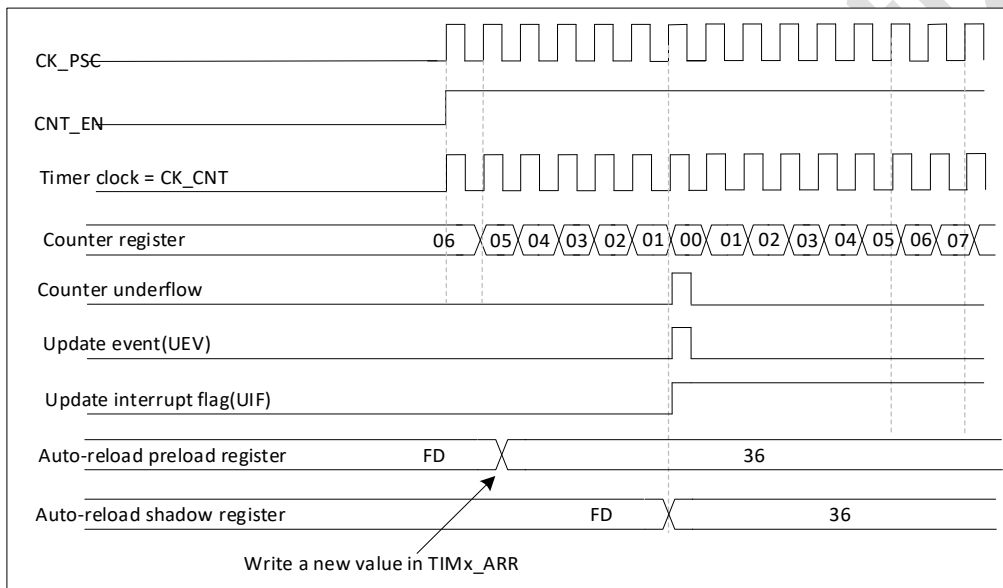 CK_PSC
CNT_EN
Timer clock = CK_CNT
Counter register 06 05 04 03 02 01 00 01 02 03 04 05 06 07
Counter underflow
Update event(UEV)
Update interrupt flag(UIF)
Auto-reload preload register FD 36
Auto-reload shadow register FD 36
Write a new value in TIMx_ARR